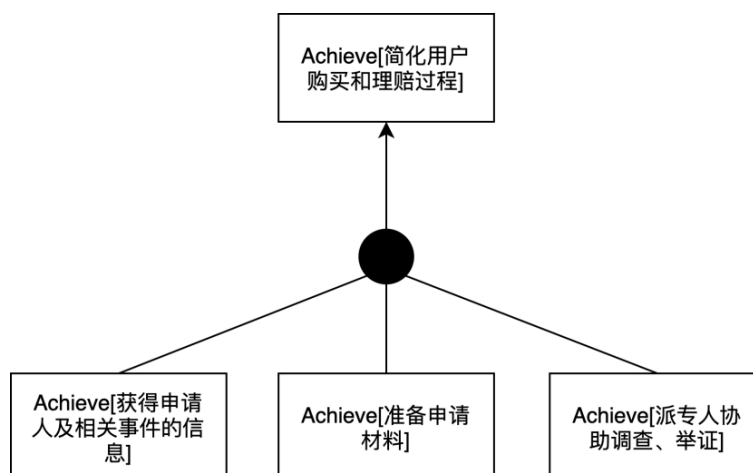 Achieve[简化用户
购买和理赔过程]
Achieve[获得申请
人及相关事件的信
息]
Achieve[准备申请
材料]
Achieve[派专人协
助调查、举证]